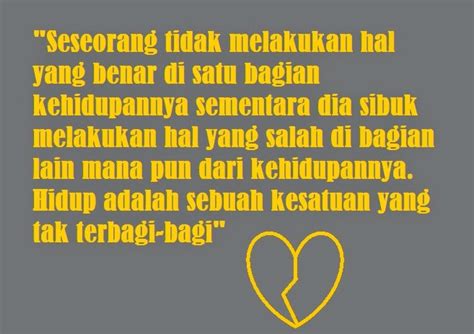 "Seseorang tidak melakukan hal
yang benar di satu bagian
kehidupannya sementara dia sibuk
melakukan hal yang salah di bagian
lain mana pun dari kehidupannya.
Hidup adalah sebuah kesatuan yang
tak terbagi-bagi"